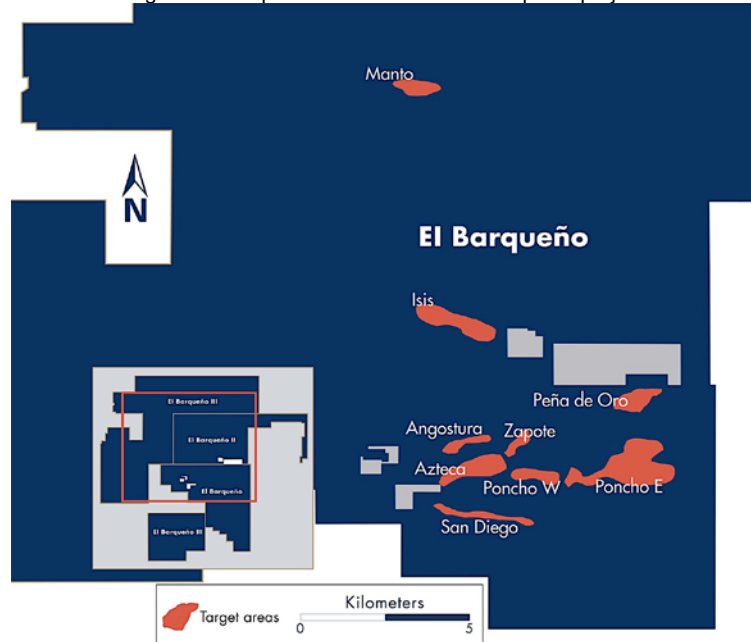 Manto
N
El Barqueño
Isis
Peña de Oro
Angostura
Zapote
Azteca
Poncho W
Poncho E
San Diego
El Barqueño III
El Barqueño II
El Barqueño
El Barqueño III
Target areas
Kilometers
0
5